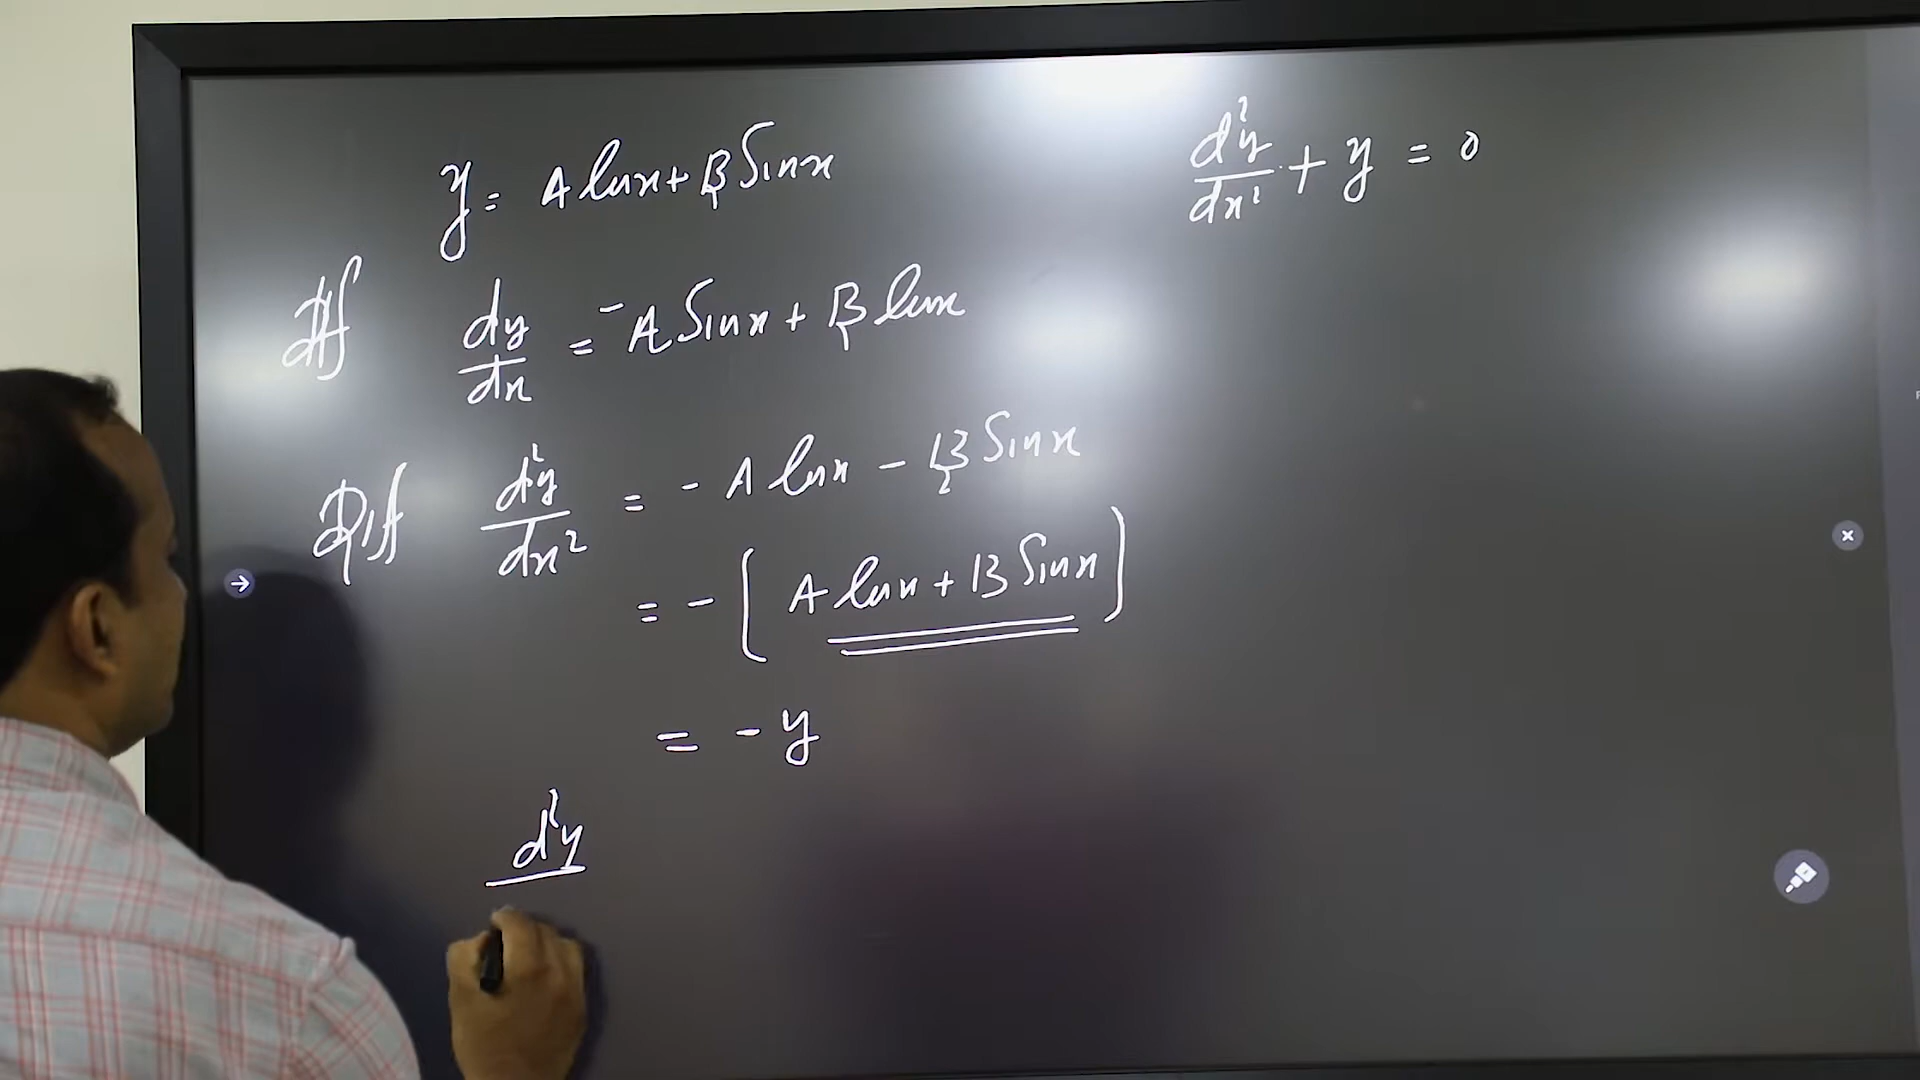 y = A cosx + B Sinx
d²y/dx² + y = 0
Diff dy/dx = -A Sinx + B cosx
Diff d²y/dx² = - A cosx - B Sinx
= - [ A cosx + B Sinx ]
= - y
d²y